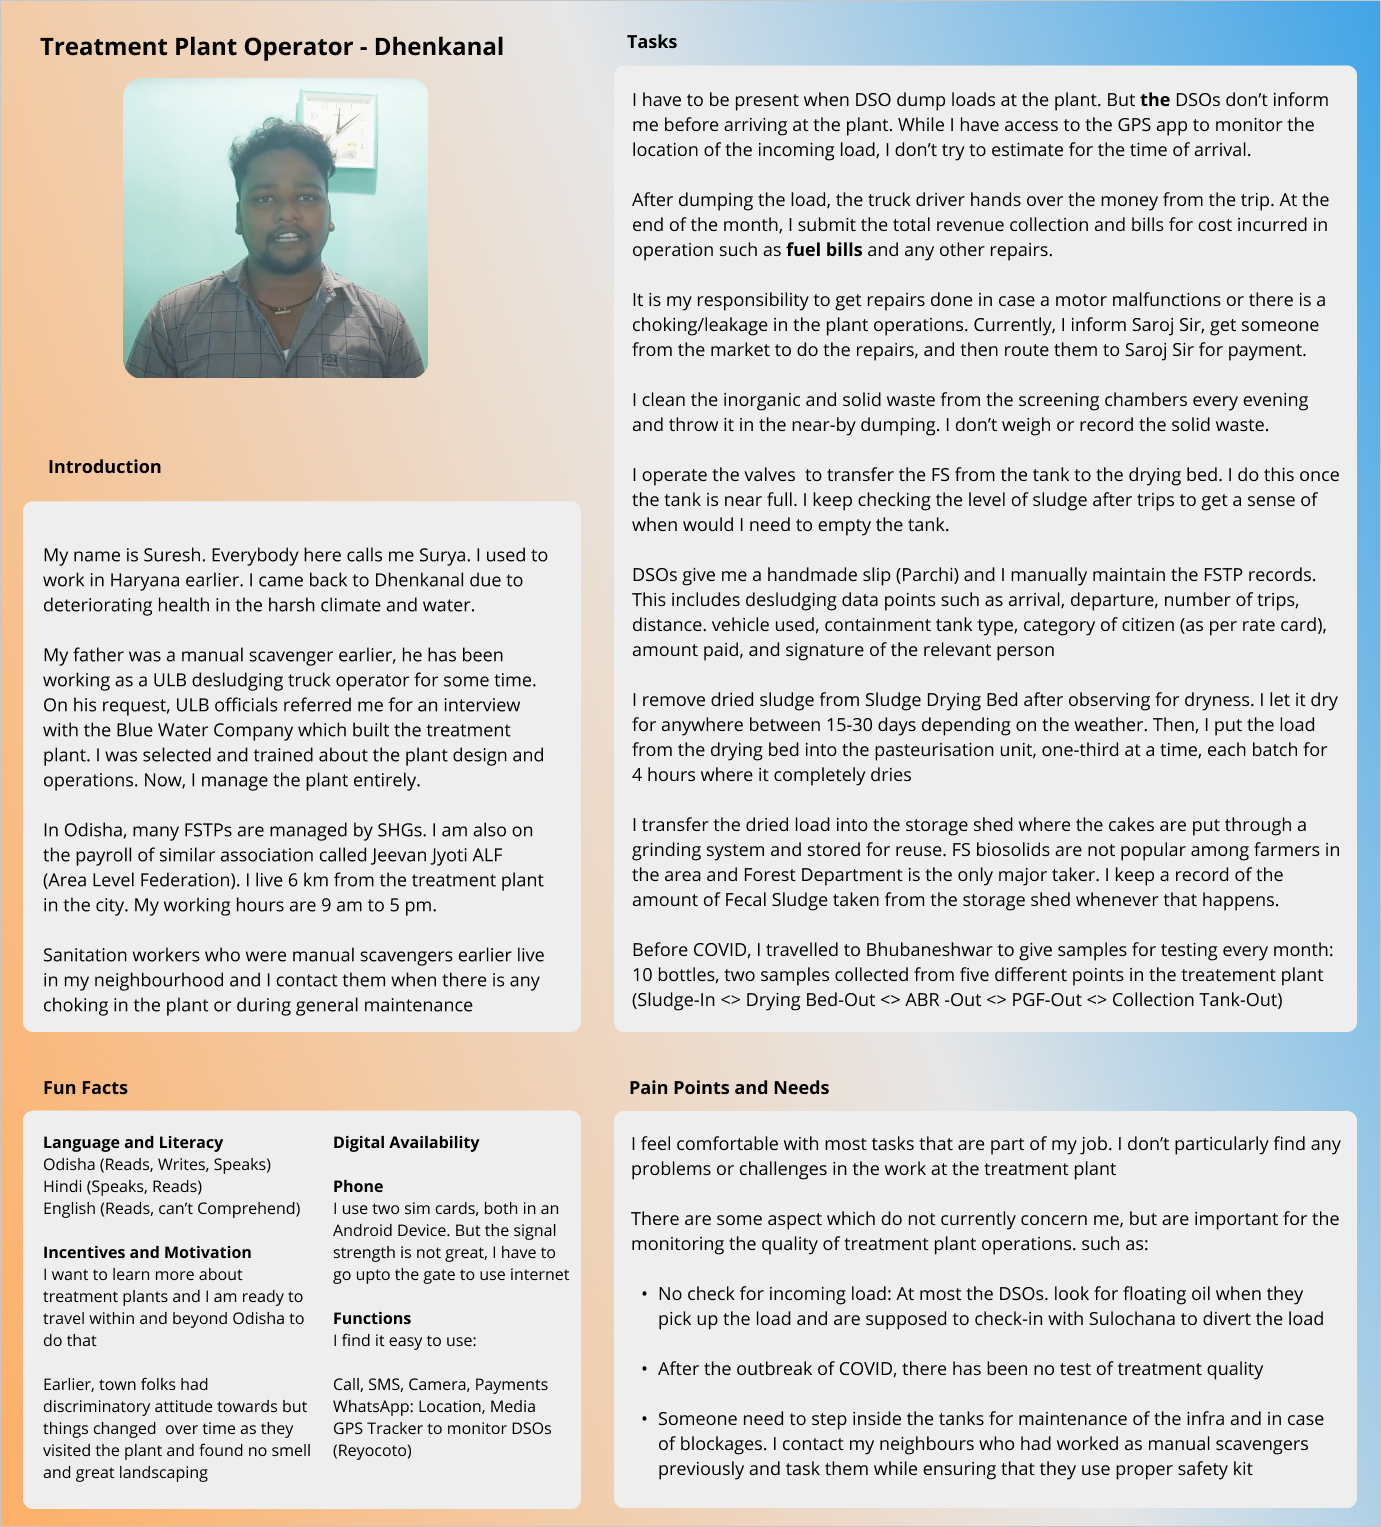 Treatment Plant Operator - Dhenkanal
Introduction
My name is Suresh. Everybody here calls me Surya. I used to
work in Haryana earlier. I came back to Dhenkanal due to
deteriorating health in the harsh climate and water.
My father was a manual scavenger earlier, he has been
working as a ULB desludging truck operator for some time.
On his request, ULB officials referred me for an interview
with the Blue Water Company which built the treatment
plant. I was selected and trained about the plant design and
operations. Now, I manage the plant entirely.
In Odisha, many FSTPs are managed by SHGs. I am also on
the payroll of similar association called Jeevan Jyoti ALF
(Area Level Federation). I live 6 km from the treatment plant
in the city. My working hours are 9 am to 5 pm.
Sanitation workers who were manual scavengers earlier live
in my neighbourhood and I contact them when there is any
choking in the plant or during general maintenance
Tasks
I have to be present when DSO dump loads at the plant. But the DSOs don’t inform
me before arriving at the plant. While I have access to the GPS app to monitor the
location of the incoming load, I don’t try to estimate for the time of arrival.
After dumping the load, the truck driver hands over the money from the trip. At the
end of the month, I submit the total revenue collection and bills for cost incurred in
operation such as fuel bills and any other repairs.
It is my responsibility to get repairs done in case a motor malfunctions or there is a
choking/leakage in the plant operations. Currently, I inform Saroj Sir, get someone
from the market to do the repairs, and then route them to Saroj Sir for payment.
I clean the inorganic and solid waste from the screening chambers every evening
and throw it in the near-by dumping. I don’t weigh or record the solid waste.
I operate the valves  to transfer the FS from the tank to the drying bed. I do this once
the tank is near full. I keep checking the level of sludge after trips to get a sense of
when would I need to empty the tank.
DSOs give me a handmade slip (Parchi) and I manually maintain the FSTP records.
This includes desludging data points such as arrival, departure, number of trips,
distance. vehicle used, containment tank type, category of citizen (as per rate card),
amount paid, and signature of the relevant person
I remove dried sludge from Sludge Drying Bed after observing for dryness. I let it dry
for anywhere between 15-30 days depending on the weather. Then, I put the load
from the drying bed into the pasteurisation unit, one-third at a time, each batch for
4 hours where it completely dries
I transfer the dried load into the storage shed where the cakes are put through a
grinding system and stored for reuse. FS biosolids are not popular among farmers in
the area and Forest Department is the only major taker. I keep a record of the
amount of Fecal Sludge taken from the storage shed whenever that happens.
Before COVID, I travelled to Bhubaneshwar to give samples for testing every month:
10 bottles, two samples collected from five different points in the treatement plant
(Sludge-In <> Drying Bed-Out <> ABR -Out <> PGF-Out <> Collection Tank-Out)
Fun Facts
Language and Literacy
Odisha (Reads, Writes, Speaks)
Hindi (Speaks, Reads)
English (Reads, can’t Comprehend)
Incentives and Motivation
I want to learn more about
treatment plants and I am ready to
travel within and beyond Odisha to
do that
Earlier, town folks had
discriminatory attitude towards but
things changed  over time as they
visited the plant and found no smell
and great landscaping
Digital Availability
Phone
I use two sim cards, both in an
Android Device. But the signal
strength is not great, I have to
go upto the gate to use internet
Functions
I find it easy to use:
Call, SMS, Camera, Payments
WhatsApp: Location, Media
GPS Tracker to monitor DSOs
(Reyocoto)
Pain Points and Needs
I feel comfortable with most tasks that are part of my job. I don’t particularly find any
problems or challenges in the work at the treatment plant
There are some aspect which do not currently concern me, but are important for the
monitoring the quality of treatment plant operations. such as:
• No check for incoming load: At most the DSOs. look for floating oil when they
pick up the load and are supposed to check-in with Sulochana to divert the load
• After the outbreak of COVID, there has been no test of treatment quality
• Someone need to step inside the tanks for maintenance of the infra and in case
of blockages. I contact my neighbours who had worked as manual scavengers
previously and task them while ensuring that they use proper safety kit